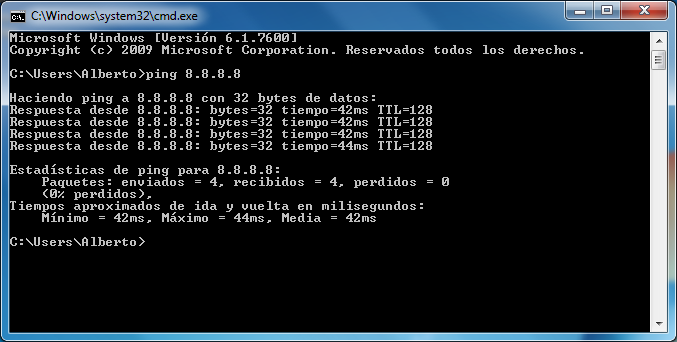 C:\Windows\system32\cmd.exe
Microsoft Windows [Versión 6.1.7600]
Copyright (c) 2009 Microsoft Corporation. Reservados todos los derechos.
C:\Users\Alberto>ping 8.8.8.8
Haciendo ping a 8.8.8.8 con 32 bytes de datos:
Respuesta desde 8.8.8.8: bytes=32 tiempo=42ms TTL=128
Respuesta desde 8.8.8.8: bytes=32 tiempo=42ms TTL=128
Respuesta desde 8.8.8.8: bytes=32 tiempo=42ms TTL=128
Respuesta desde 8.8.8.8: bytes=32 tiempo=44ms TTL=128
Estadísticas de ping para 8.8.8.8:
Paquetes: enviados = 4, recibidos = 4, perdidos = 0
(0% perdidos),
Tiempos aproximados de ida y vuelta en milisegundos:
Mínimo = 42ms, Máximo = 44ms, Media = 42ms
C:\Users\Alberto>